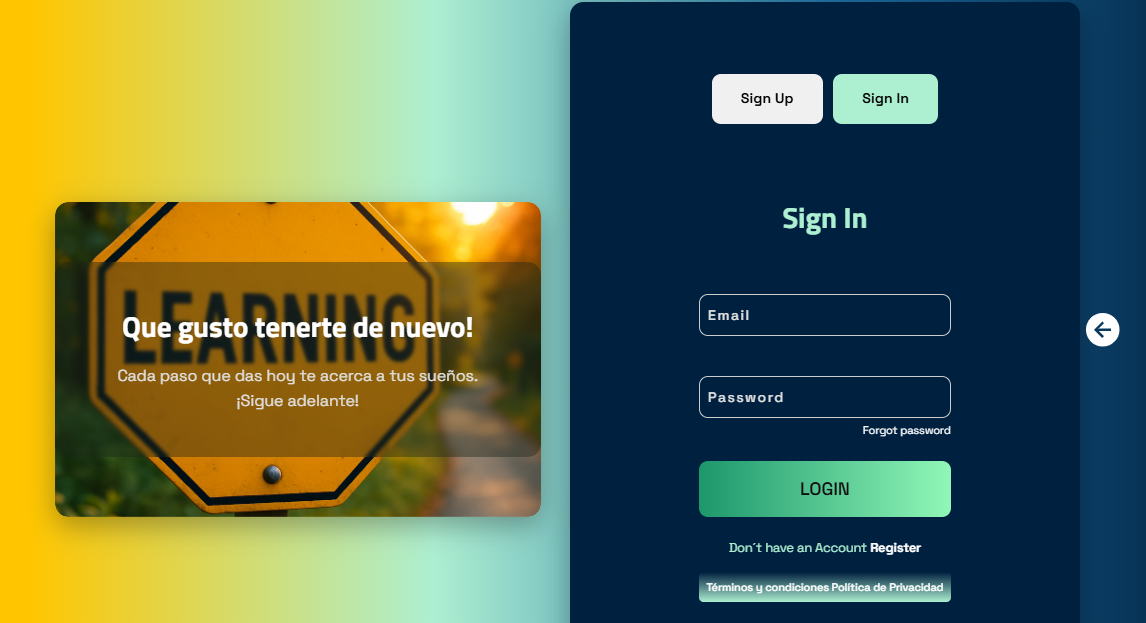 Sign Up
Sign In
Sign In
LEARNING
Que gusto tenerte de nuevo!
Cada paso que das hoy te acerca a tus sueños.
¡Sigue adelante!
Email
Password
Forgot password
LOGIN
Don´t have an Account Register
Términos y condiciones Política de Privacidad